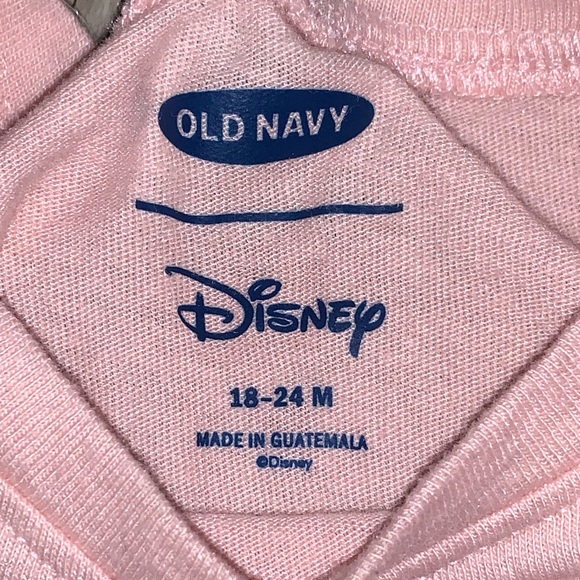 OLD NAVY
Disney
18-24 M
MADE IN GUATEMALA
©Disney